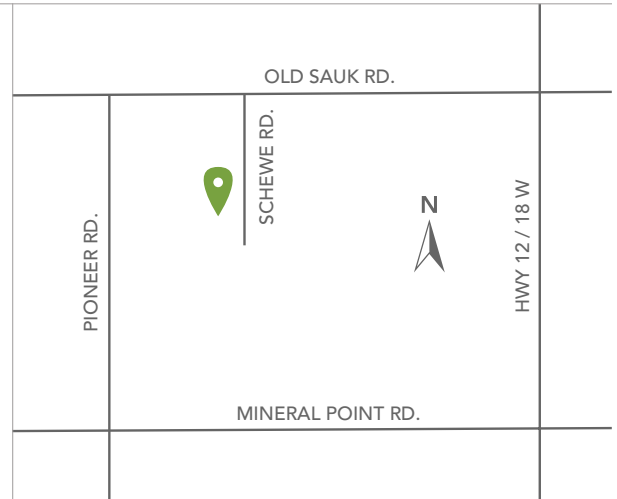 OLD SAUK RD.
SCHEWE RD.
PIONEER RD.
N
HWY 12 / 18 W
MINERAL POINT RD.